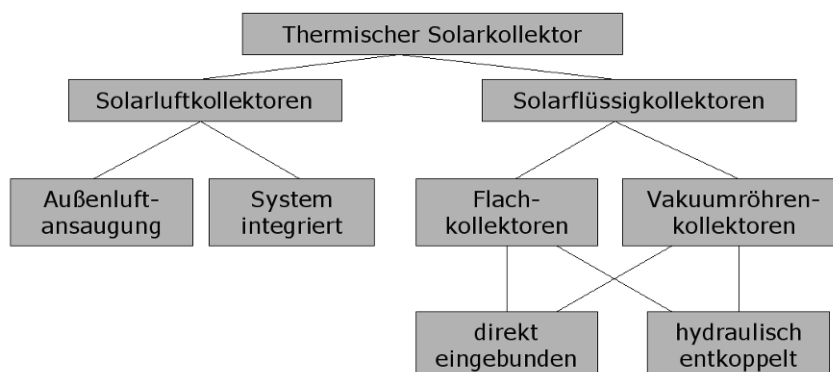 Thermischer Solarkollektor
Solarluftkollektoren
Solarflüssigkollektoren
Außenluft-
ansaugung
System
integriert
Flach-
kollektoren
Vakuumröhren-
kollektoren
direkt
eingebunden
hydraulisch
entkoppelt